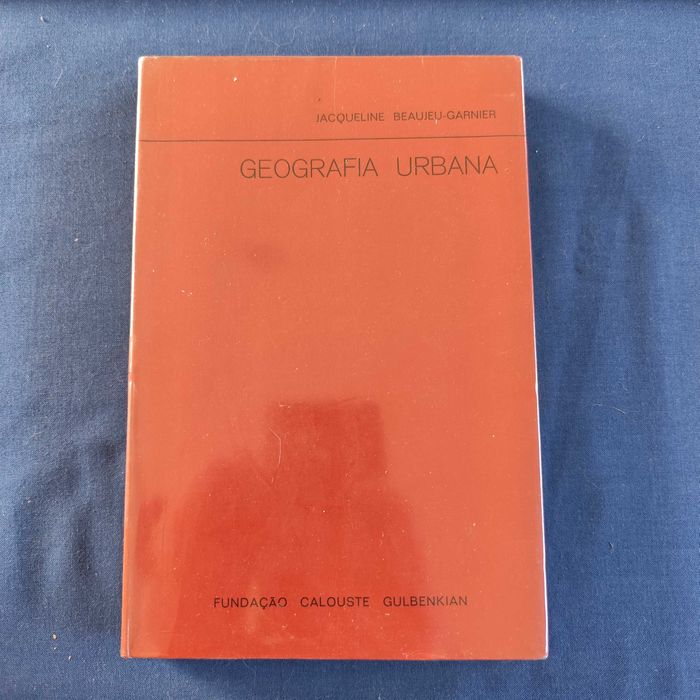 JACQUELINE BEAUJEU-GARNIER
GEOGRAFIA URBANA
FUNDAÇÃO CALOUSTE GULBENKIAN